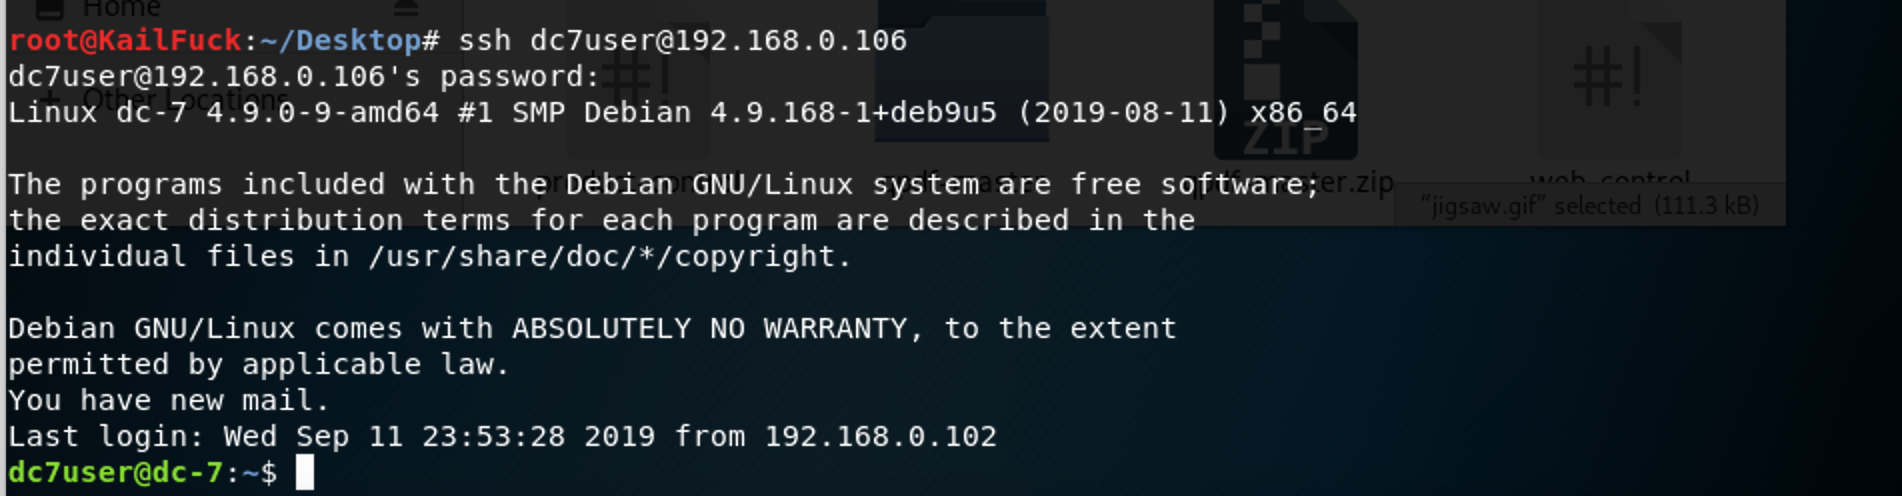 Home
root@KailFuck:~/Desktop# ssh dc7user@192.168.0.106
dc7user@192.168.0.106's password:
Other Locations
Linux dc-7 4.9.0-9-amd64 #1 SMP Debian 4.9.168-1+deb9u5 (2019-08-11) x86_64
ZIP
The programs included with the Debian GNU/Linux system are free software;
web_control
"jigsaw.gif" selected (111.3 kB)
the exact distribution terms for each program are described in the
individual files in /usr/share/doc/*/copyright.
Debian GNU/Linux comes with ABSOLUTELY NO WARRANTY, to the extent
permitted by applicable law.
You have new mail.
Last login: Wed Sep 11 23:53:28 2019 from 192.168.0.102
dc7user@dc-7:~$